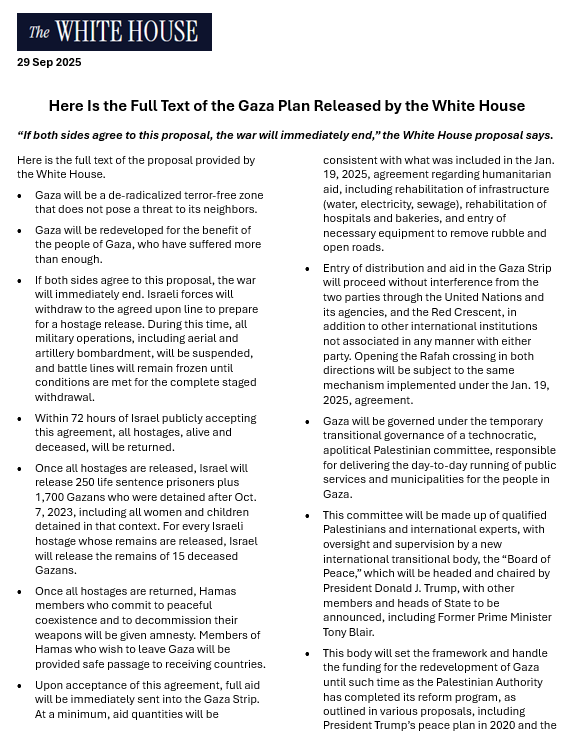 The WHITE HOUSE
29 Sep 2025
Here Is the Full Text of the Gaza Plan Released by the White House
“If both sides agree to this proposal, the war will immediately end,” the White House proposal says.
Here is the full text of the proposal provided by
the White House.
• Gaza will be a de-radicalized terror-free zone
that does not pose a threat to its neighbors.
• Gaza will be redeveloped for the benefit of
the people of Gaza, who have suffered more
than enough.
• If both sides agree to this proposal, the war
will immediately end. Israeli forces will
withdraw to the agreed upon line to prepare
for a hostage release. During this time, all
military operations, including aerial and
artillery bombardment, will be suspended,
and battle lines will remain frozen until
conditions are met for the complete staged
withdrawal.
• Within 72 hours of Israel publicly accepting
this agreement, all hostages, alive and
deceased, will be returned.
• Once all hostages are released, Israel will
release 250 life sentence prisoners plus
1,700 Gazans who were detained after Oct.
7, 2023, including all women and children
detained in that context. For every Israeli
hostage whose remains are released, Israel
will release the remains of 15 deceased
Gazans.
• Once all hostages are returned, Hamas
members who commit to peaceful
coexistence and to decommission their
weapons will be given amnesty. Members of
Hamas who wish to leave Gaza will be
provided safe passage to receiving countries.
• Upon acceptance of this agreement, full aid
will be immediately sent into the Gaza Strip.
At a minimum, aid quantities will be
consistent with what was included in the Jan.
19, 2025, agreement regarding humanitarian
aid, including rehabilitation of infrastructure
(water, electricity, sewage), rehabilitation of
hospitals and bakeries, and entry of
necessary equipment to remove rubble and
open roads.
• Entry of distribution and aid in the Gaza Strip
will proceed without interference from the
two parties through the United Nations and
its agencies, and the Red Crescent, in
addition to other international institutions
not associated in any manner with either
party. Opening the Rafah crossing in both
directions will be subject to the same
mechanism implemented under the Jan. 19,
2025, agreement.
• Gaza will be governed under the temporary
transitional governance of a technocratic,
apolitical Palestinian committee, responsible
for delivering the day-to-day running of public
services and municipalities for the people in
Gaza.
• This committee will be made up of qualified
Palestinians and international experts, with
oversight and supervision by a new
international transitional body, the “Board of
Peace,” which will be headed and chaired by
President Donald J. Trump, with other
members and heads of State to be
announced, including Former Prime Minister
Tony Blair.
• This body will set the framework and handle
the funding for the redevelopment of Gaza
until such time as the Palestinian Authority
has completed its reform program, as
outlined in various proposals, including
President Trump’s peace plan in 2020 and the